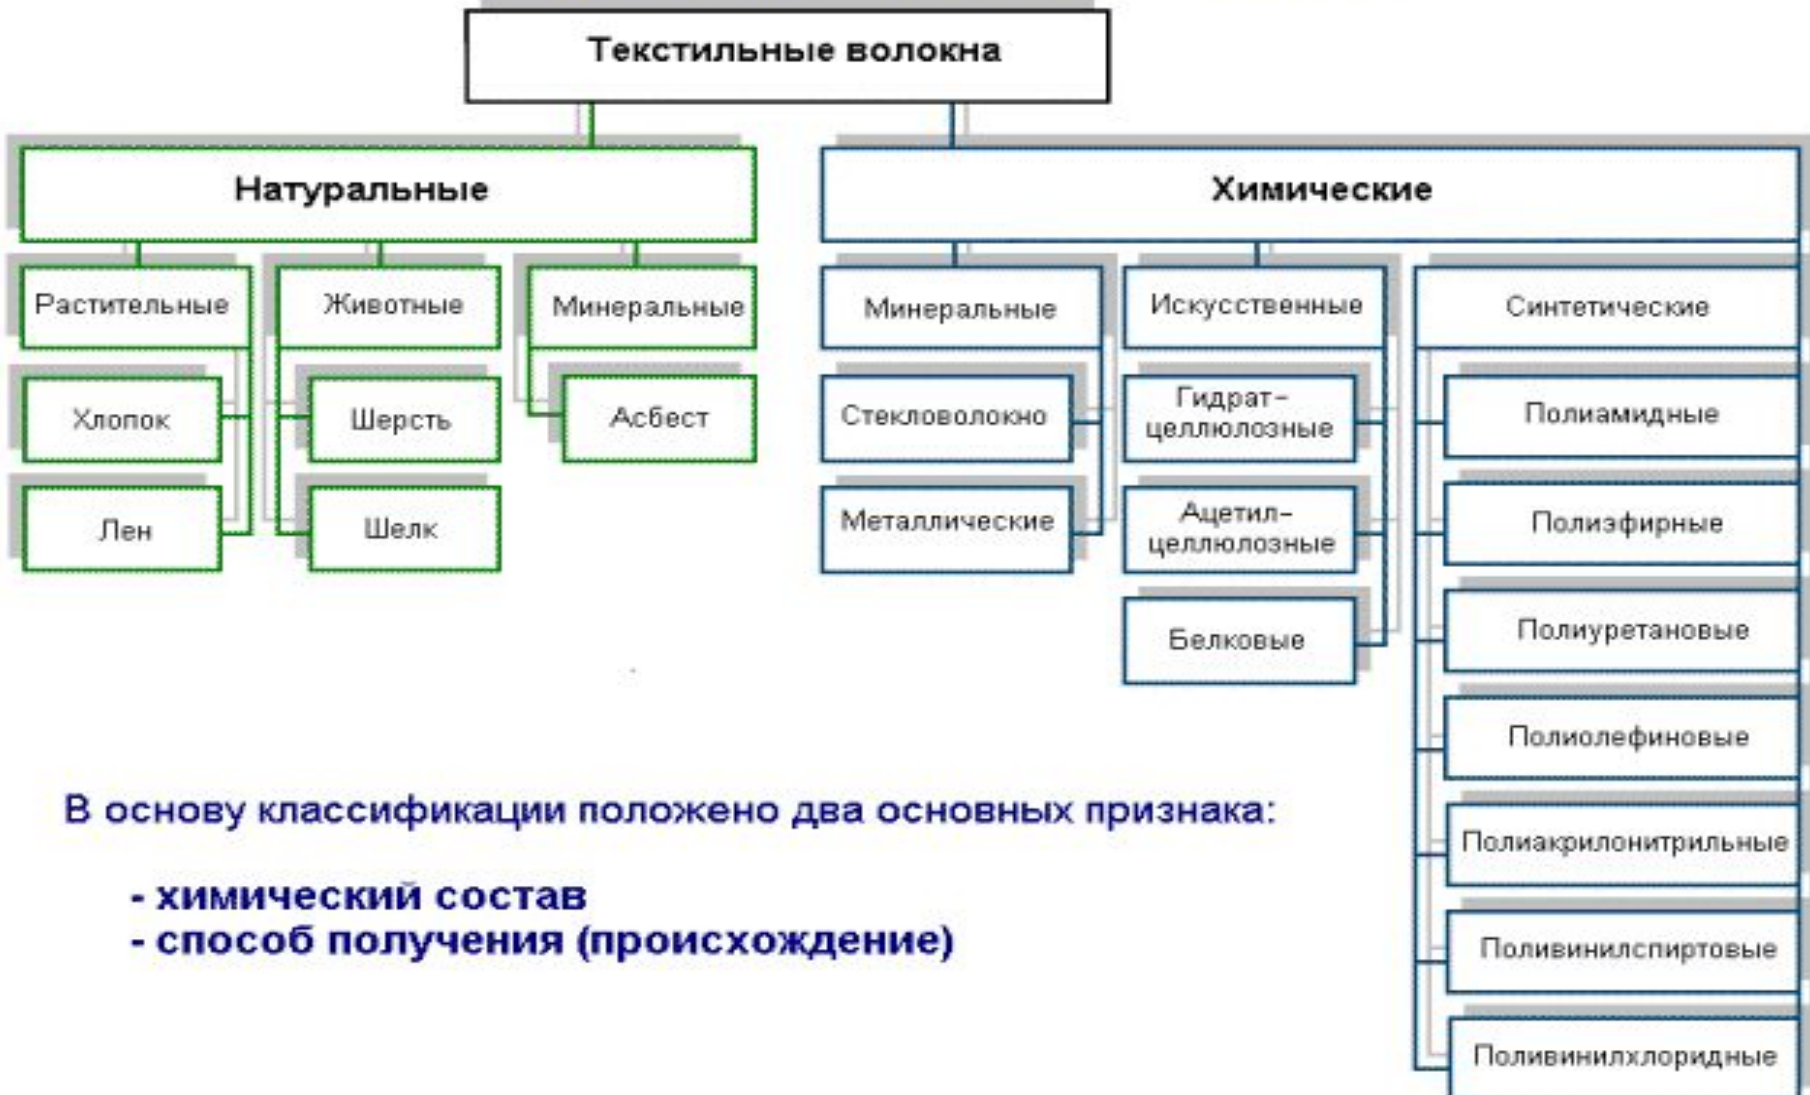 Текстильные волокна
Натуральные
Химические
Растительные
Животные
Минеральные
Минеральные
Искусственные
Синтетические
Хлопок
Шерсть
Асбест
Стекловолокно
Гидрат-
целлюлозные
Полиамидные
Лен
Шелк
Металлические
Ацетил-
целлюлозные
Полиэфирные
Белковые
Полиуретановые
Полиолефиновые
Полиакрилонитрильные
Поливинилспиртовые
Поливинилхлоридные
В основу классификации положено два основных признака:
- химический состав
- способ получения (происхождение)